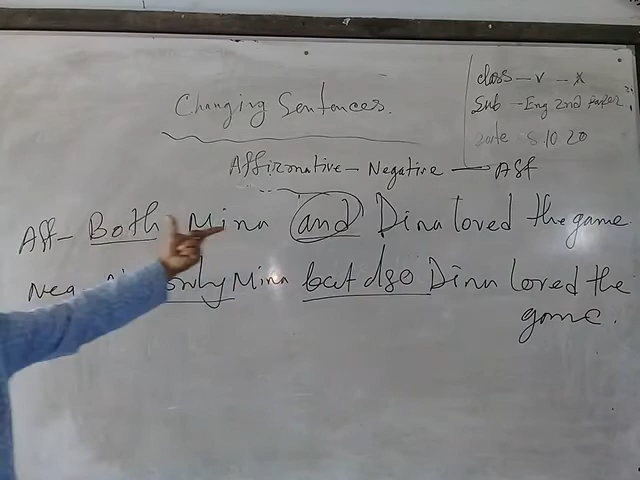 class - V - X
Sub - Eng 2nd paper
Date 8 10 20
Changing Sentences.
Affirmative - Negative - Aff
Aff - Both Mina and Dina loved the game.
Neg only Mina but also Dina loved the
game.